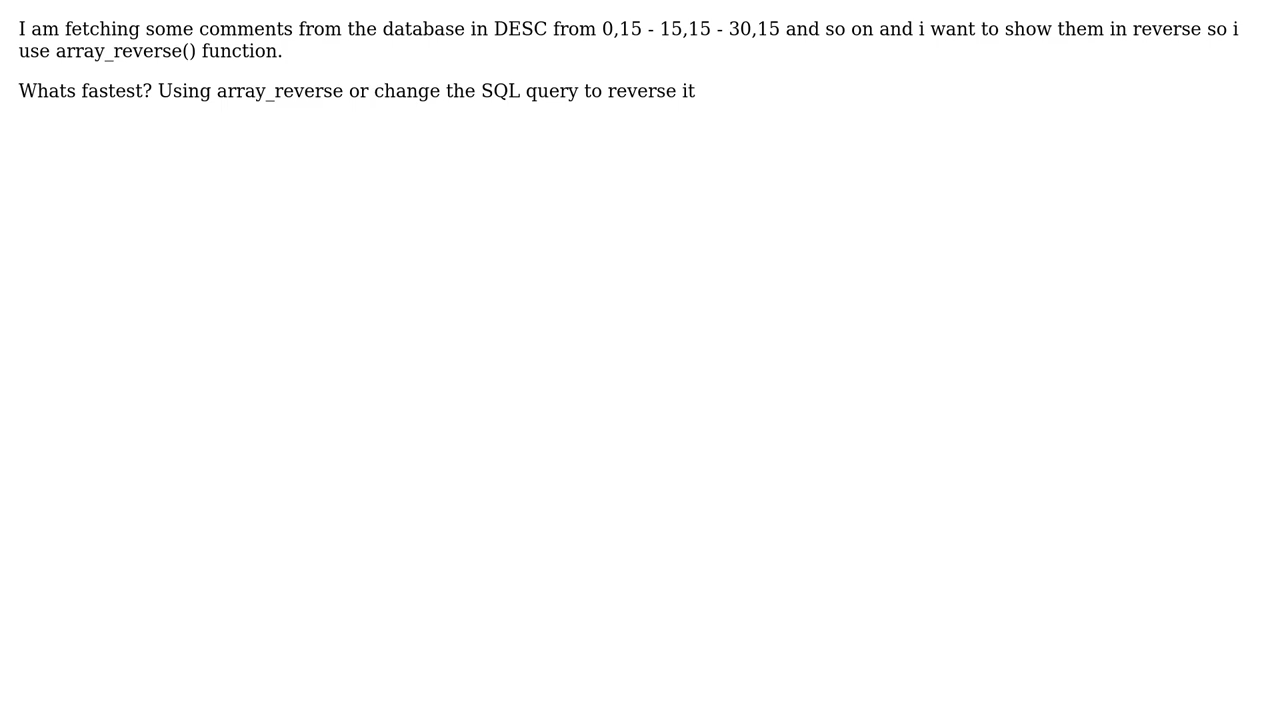 I am fetching some comments from the database in DESC from 0,15 - 15,15 - 30,15 and so on and i want to show them in reverse so i
use array_reverse() function.
Whats fastest? Using array_reverse or change the SQL query to reverse it